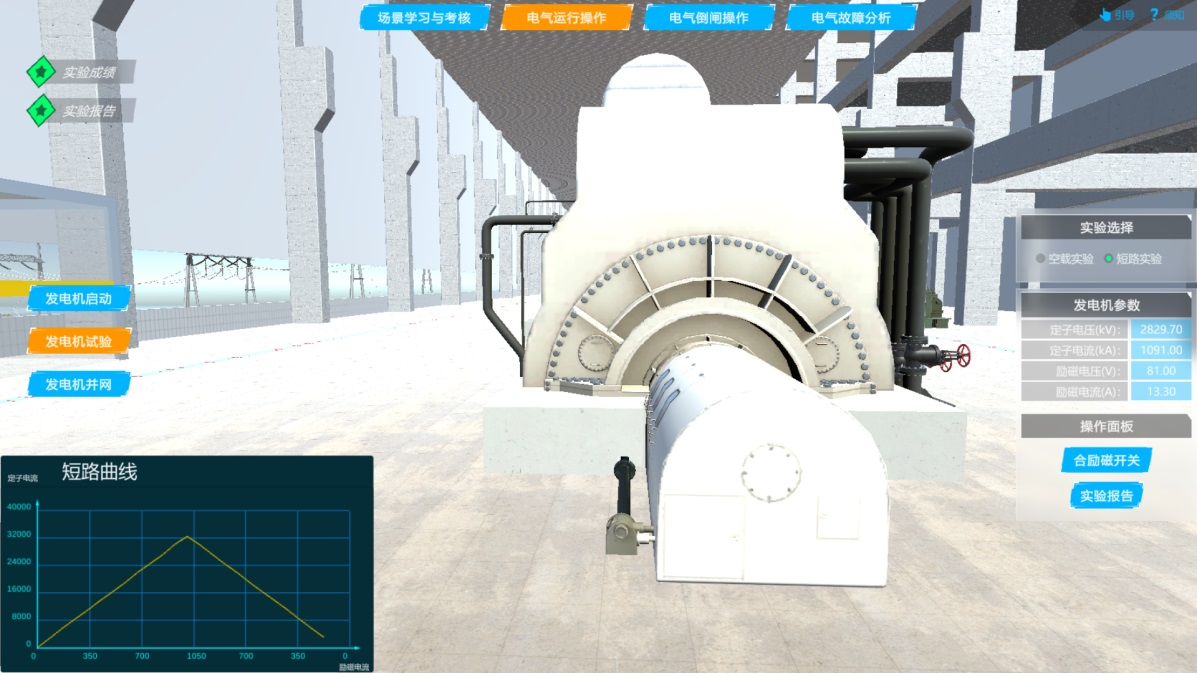 场景学习与考核
电气运行操作
电气倒闸操作
电气故障分析
引导
实验成绩
实验报告
发电机启动
发电机试验
发电机并网
实验选择
空载实验
短路实验
发电机参数
定子电压(kV): 2829.70
定子电流(kA): 1091.00
励磁电压(V): 81.00
励磁电流(A): 13.30
操作面板
合励磁开关
实验报告
短路曲线
定子电流
40000
32000
24000
16000
8000
0
0 350 700 1050 700 350 0
励磁电流